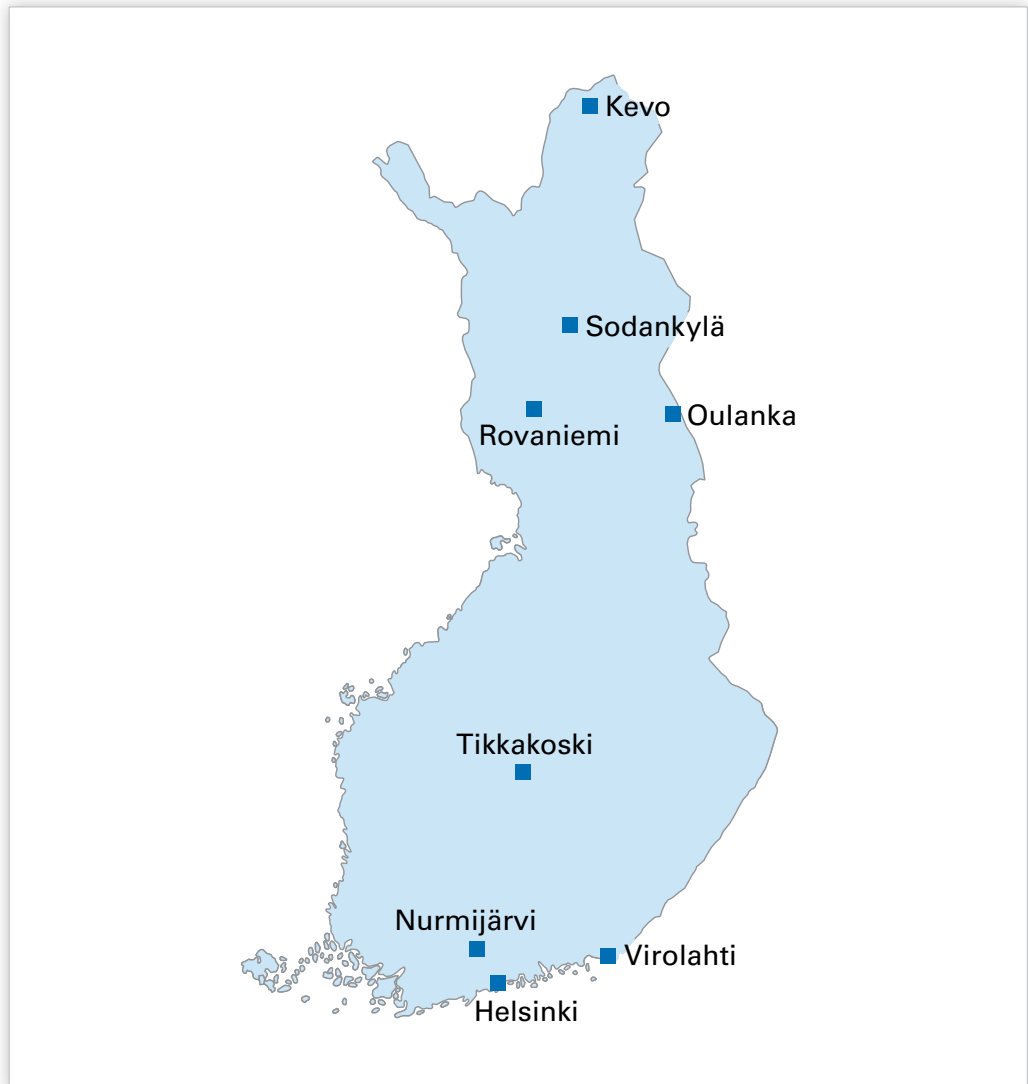 Kevo
Sodankylä
Oulanka
Rovaniemi
Tikkakoski
Nurmijärvi
Virolahti
Helsinki